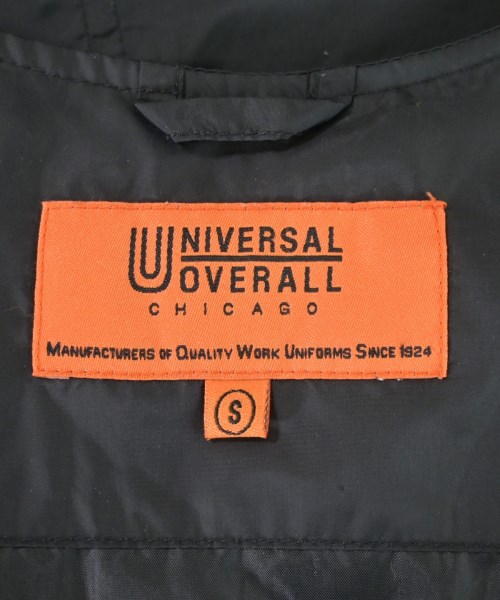 UNIVERSAL
OVERALL
CHICAGO
MANUFACTURERS OF QUALITY WORK UNIFORMS SINCE 1924
S